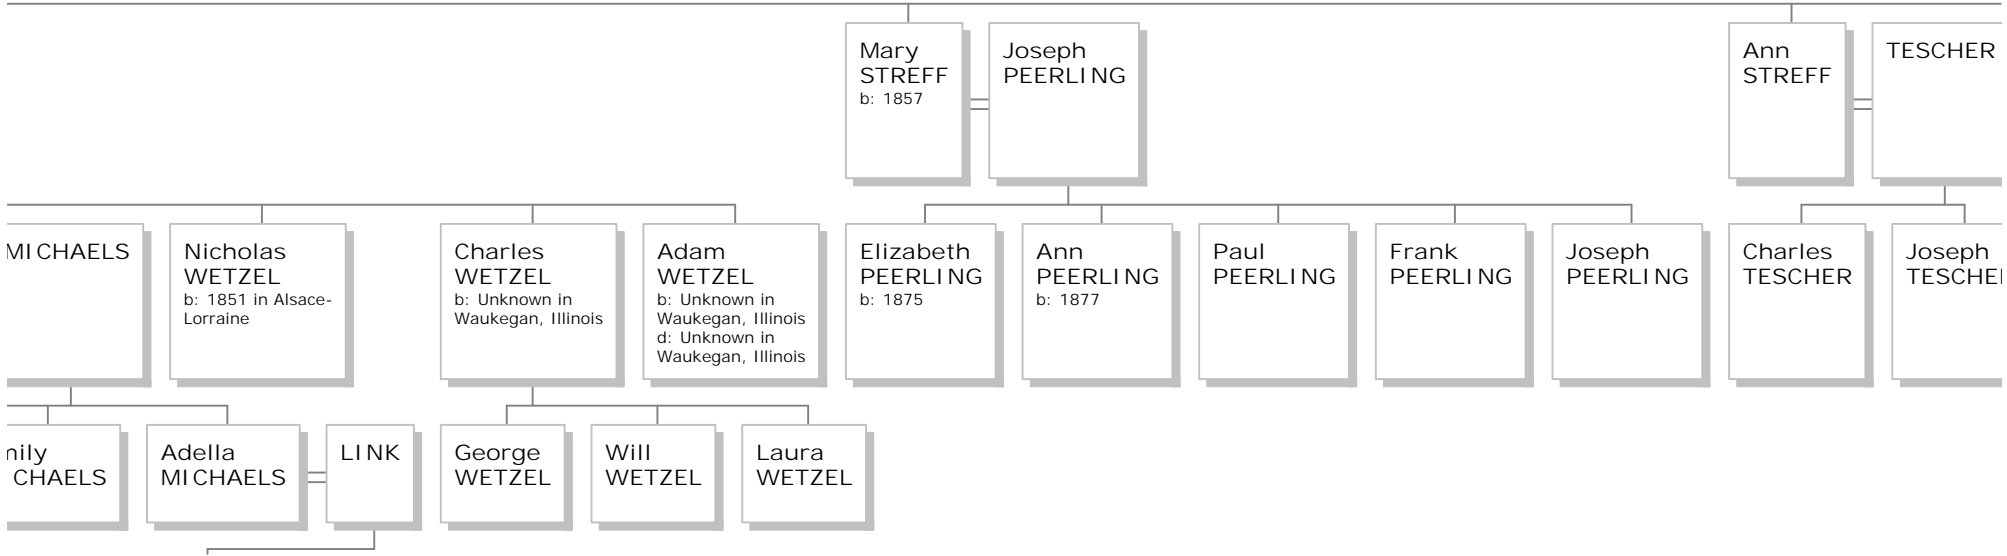 Mary
STREFF
b: 1857
Joseph
PEERLING
Ann
STREFF
TESCHER
MICHAELS
Nicholas
WETZEL
b: 1851 in Alsace-
Lorraine
Charles
WETZEL
b: Unknown in
Waukegan, Illinois
Adam
WETZEL
b: Unknown in
Waukegan, Illinois
d: Unknown in
Waukegan, Illinois
Elizabeth
PEERLING
b: 1875
Ann
PEERLING
b: 1877
Paul
PEERLING
Frank
PEERLING
Joseph
PEERLING
Charles
TESCHER
Joseph
CHAELS
Adella
MICHAELS
LINK
George
WETZEL
Will
WETZEL
Laura
WETZEL